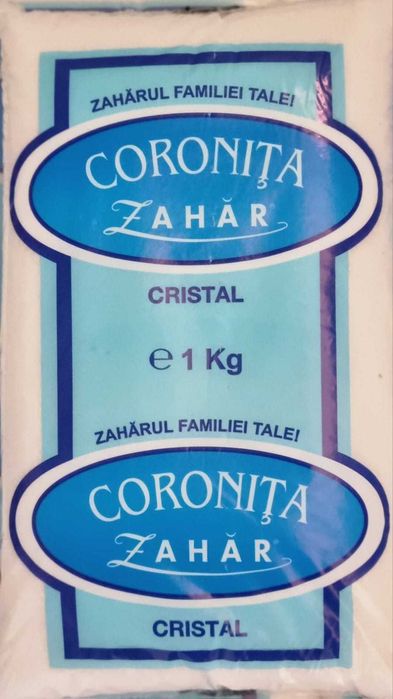 ZAHĂRUL FAMILIEI TALE!
CORONIȚA
ZAHĂR
CRISTAL
℮ 1 Kg
ZAHĂRUL FAMILIEI TALE!
CORONIȚA
ZAHĂR
CRISTAL